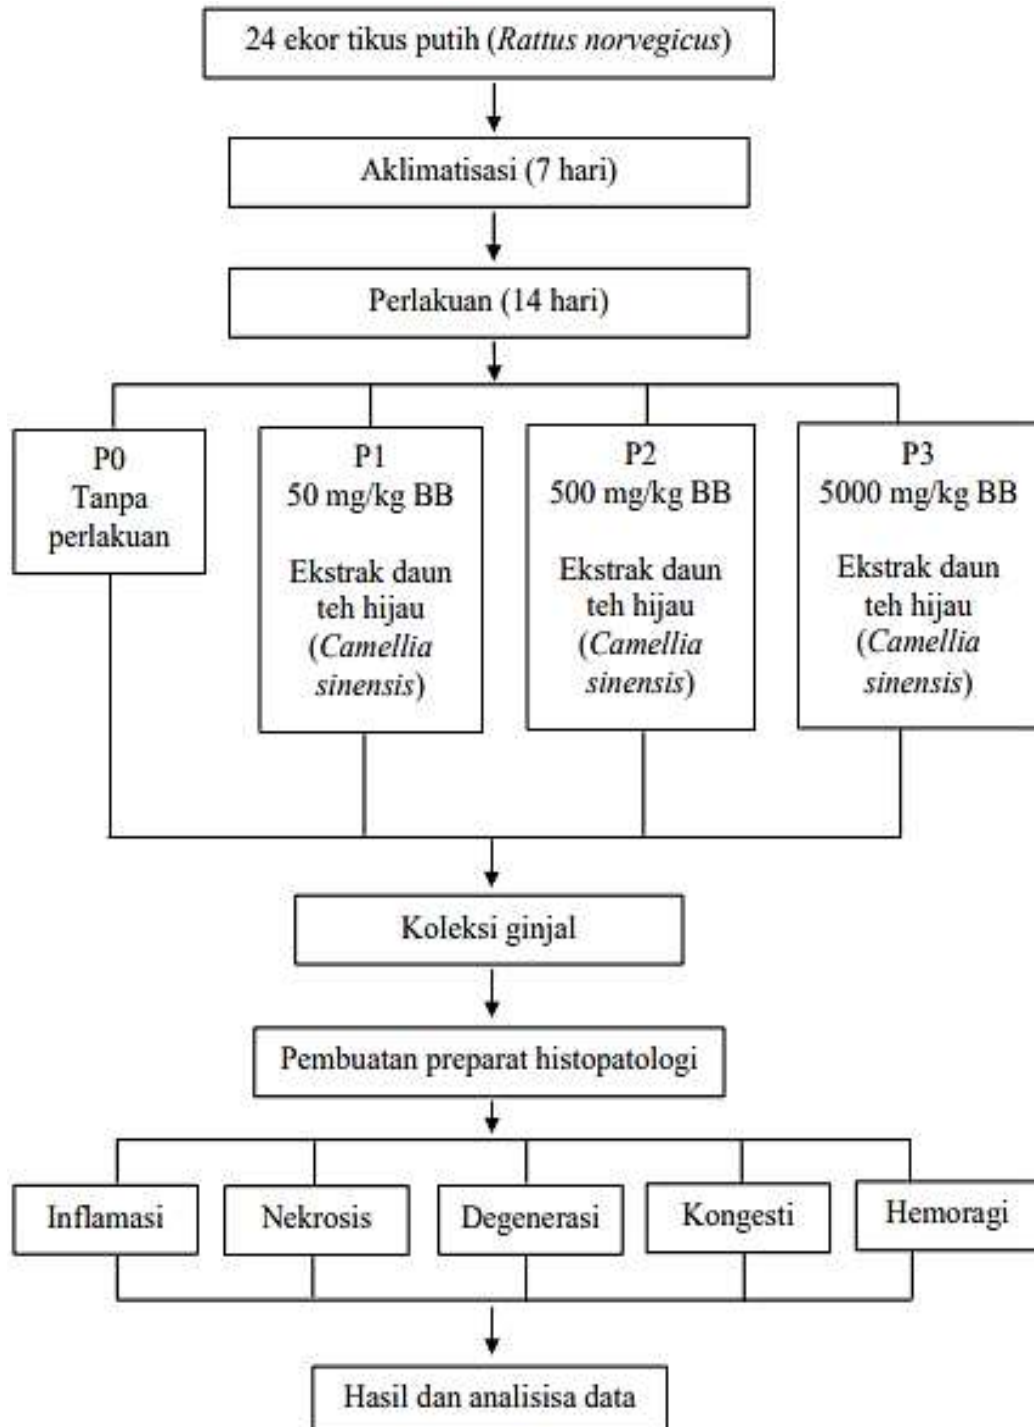 24 ekor tikus putih (Rattus norvegicus)
Aklimatisasi (7 hari)
Perlakuan (14 hari)
P0
Tanpa
perlakuan
P1
50 mg/kg BB
Ekstrak daun
teh hijau
(Camellia
sinensis)
P2
500 mg/kg BB
Ekstrak daun
teh hijau
(Camellia
sinensis)
P3
5000 mg/kg BB
Ekstrak daun
teh hijau
(Camellia
sinensis)
Koleksi ginjal
Pembuatan preparat histopatologi
Inflamasi
Nekrosis
Degenerasi
Kongesti
Hemoragi
Hasil dan analisisa data